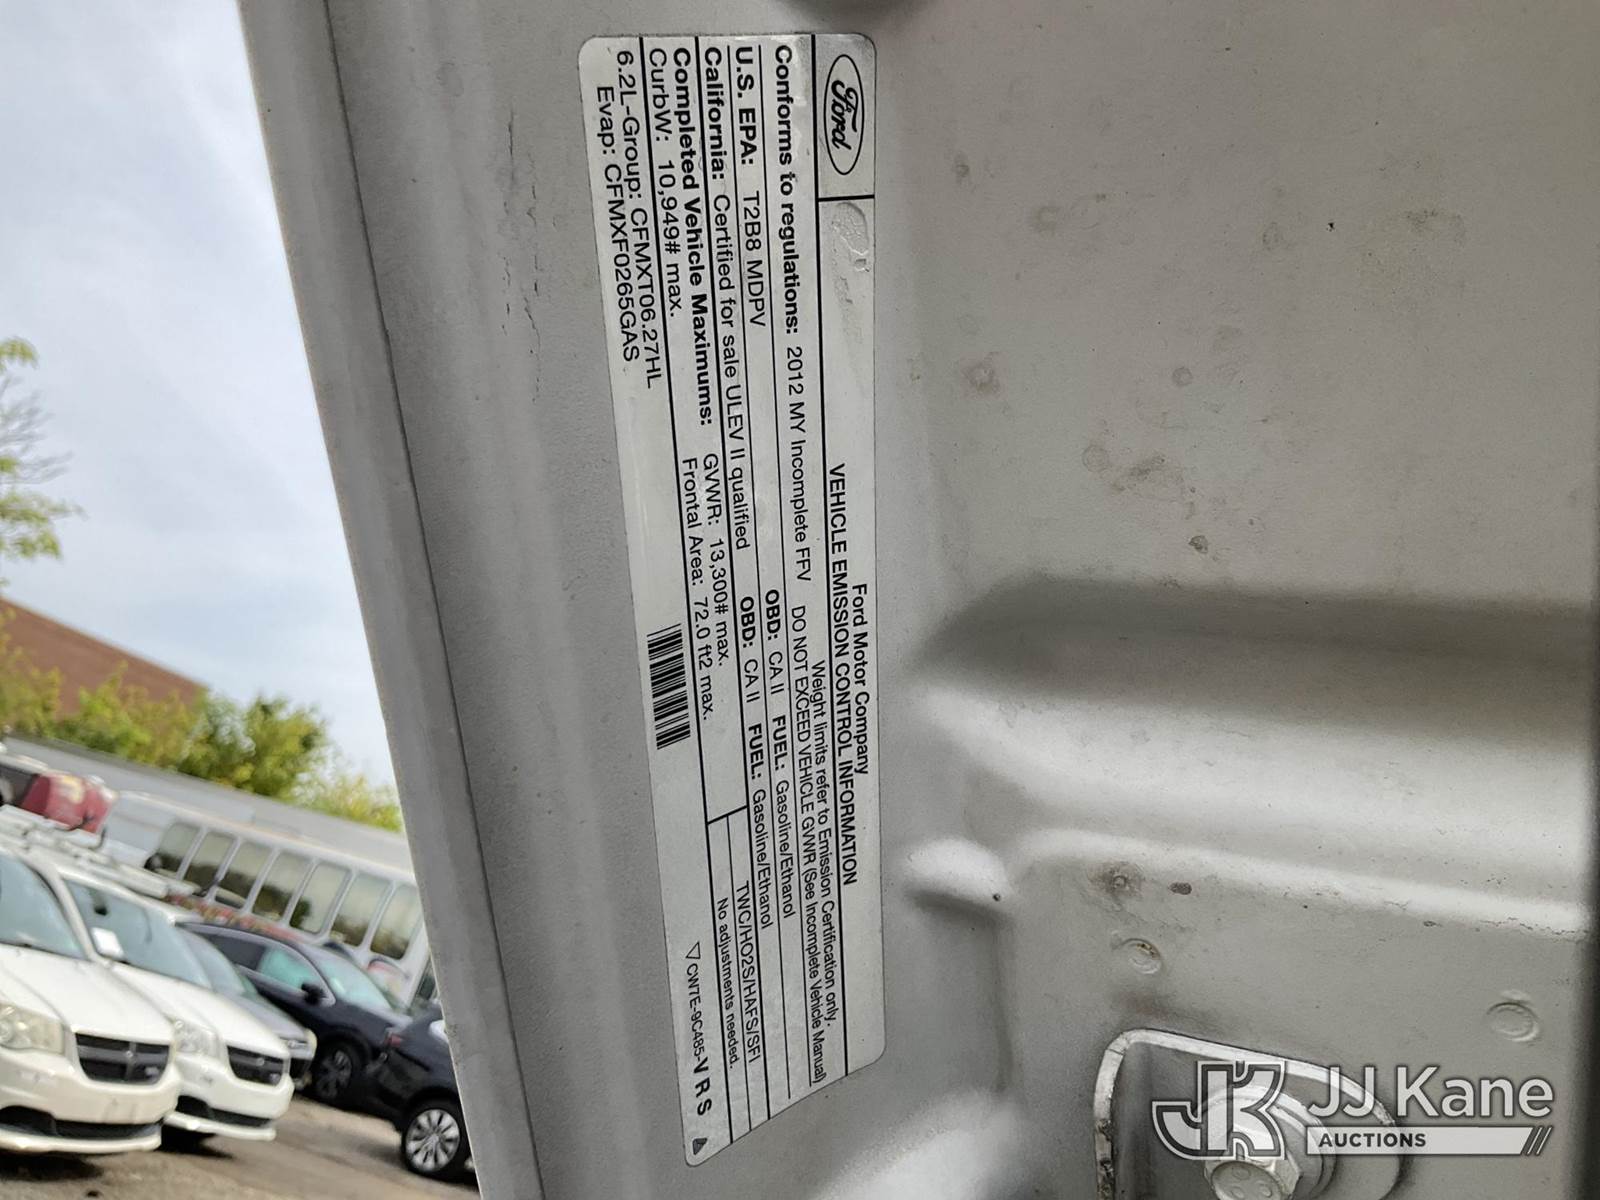 Ford
Ford Motor Company
VEHICLE EMISSION CONTROL INFORMATION
Weight limits refer to Emission Certification only.
Conforms to regulations: 2012 MY Incomplete FFV DO NOT EXCEED VEHICLE GVWR (See Incomplete Vehicle Manual)
U.S. EPA: T2B8 MDPV OBD: CA II FUEL: Gasoline/Ethanol
California: Certified for sale ULEV II qualified OBD: CA II FUEL: Gasoline/Ethanol
TWC/HO2S/HAFS/SFI
No adjustments needed.
Completed Vehicle Maximums: GVWR: 13,300# max.
CurbW: 10,949# max. Frontal Area: 72.0 ft2 max.
6.2L-Group: CFMXT06.27HL
Evap: CFMXF0265GAS
CW7E-9C485-V R S
JJ Kane
AUCTIONS